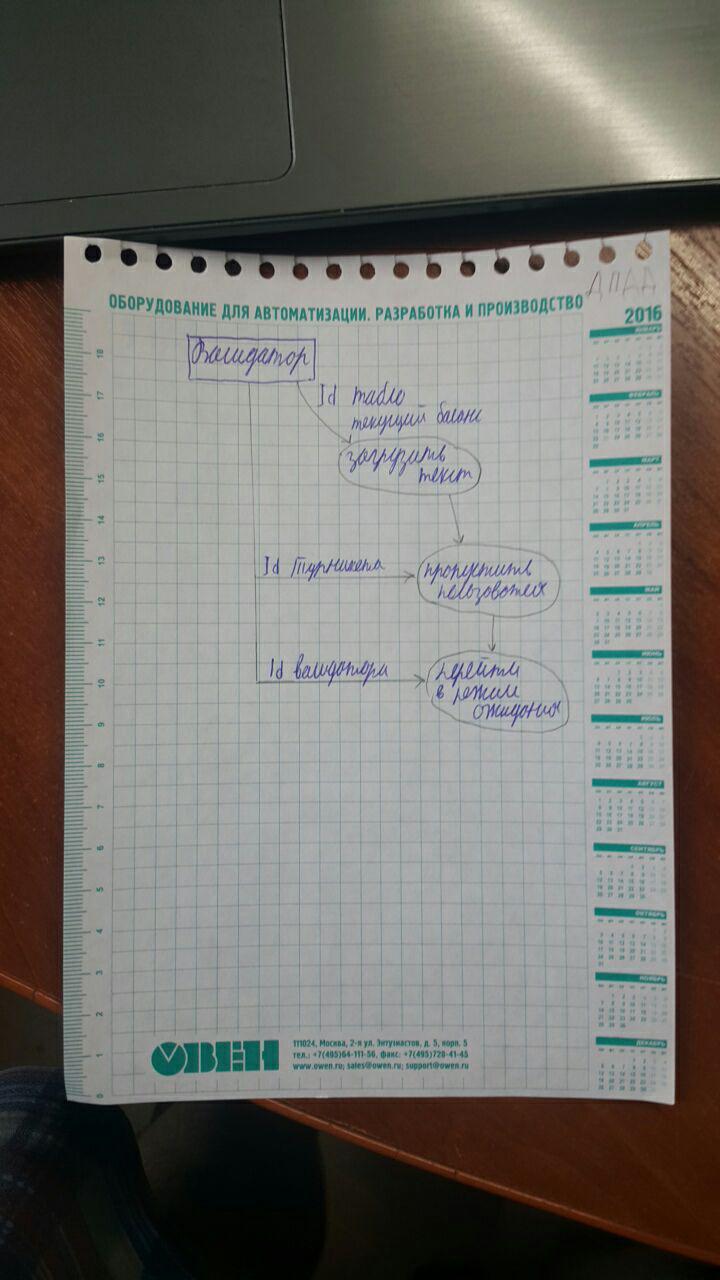 ДПДД
ОБОРУДОВАНИЕ ДЛЯ АВТОМАТИЗАЦИИ. РАЗРАБОТКА И ПРОИЗВОДСТВО
2016
Валидатор
Id табло
текущий баланс
загрузить
текст
Id турникета
пропустить
пользователя
Id валидатора
перейти
в режим
ожидания
18
17
16
15
14
13
12
11
10
9
8
7
6
5
4
3
2
1
0
ЯНВАРЬ
ФЕВРАЛЬ
МАРТ
АПРЕЛЬ
МАЙ
ИЮНЬ
ИЮЛЬ
АВГУСТ
СЕНТЯБРЬ
ОКТЯБРЬ
НОЯБРЬ
ДЕКАБРЬ
ОВЕН
111024, Москва, 2-я ул. Энтузиастов, д. 5, корп. 5
тел.: +7(495)64-111-56, факс: +7(495)728-41-45
www.owen.ru; sales@owen.ru; support@owen.ru